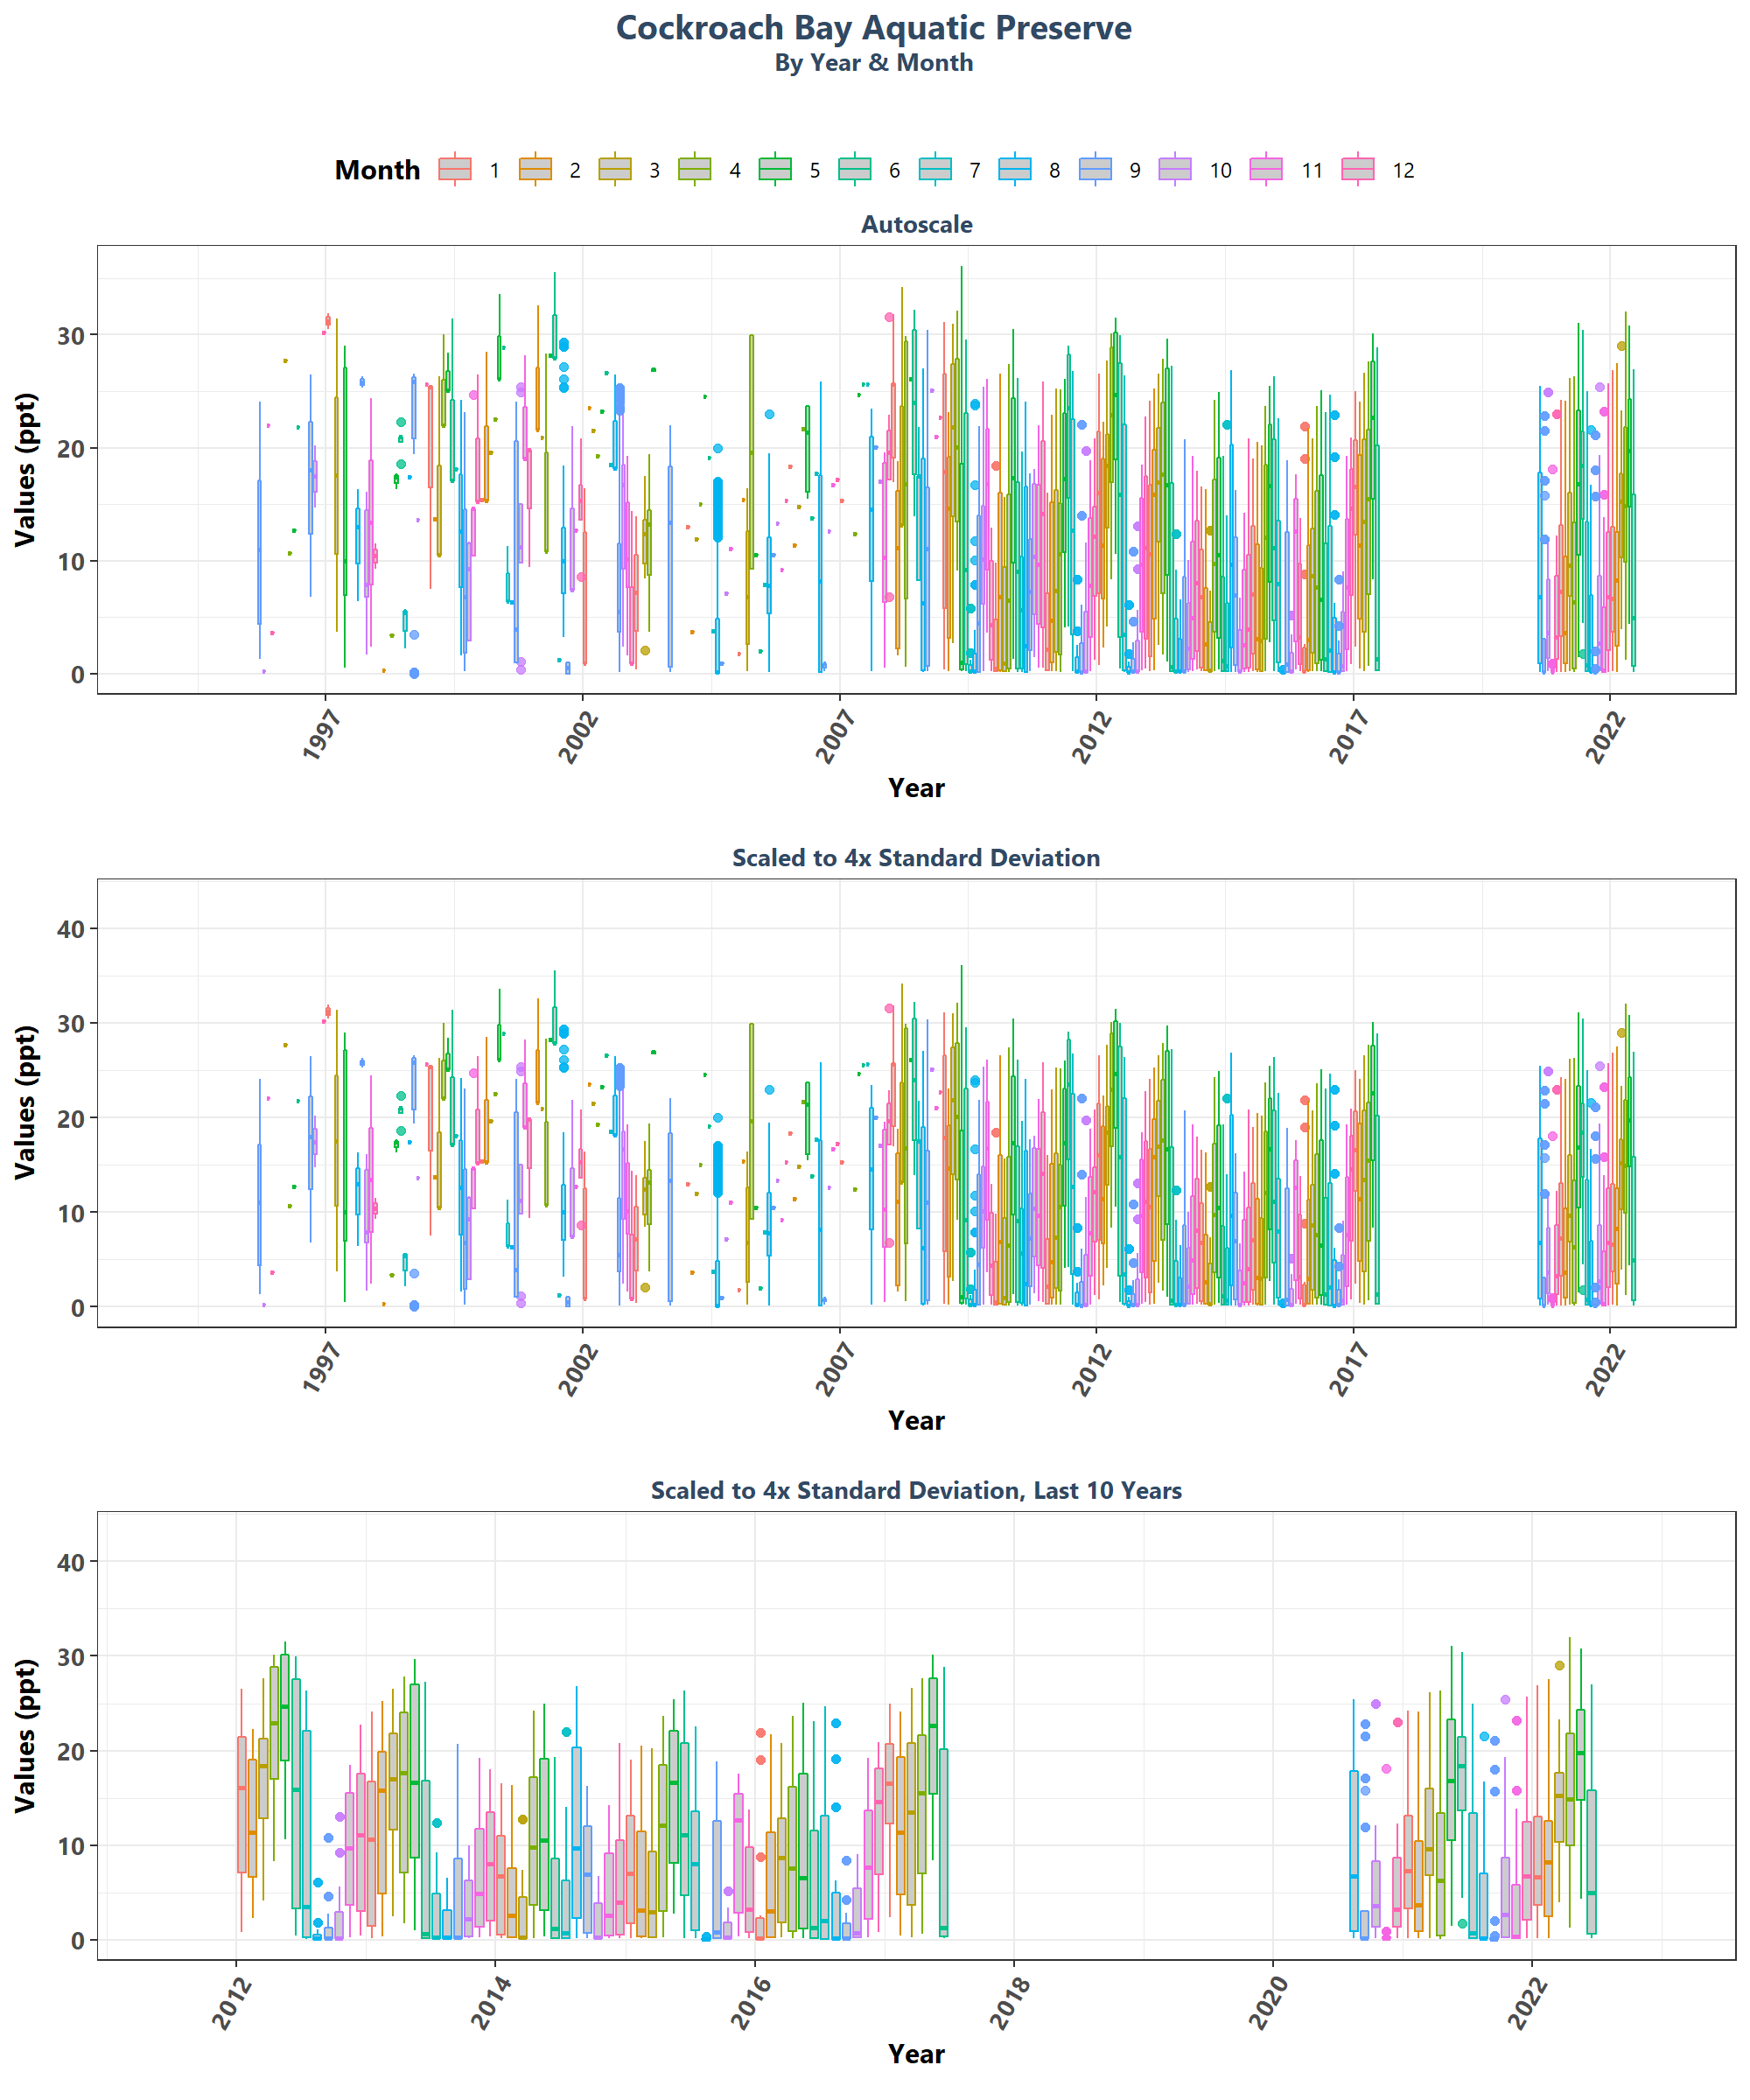 Cockroach Bay Aquatic Preserve
By Year & Month
Month 1 2 3 4 5 6 7 8 9 10 11 12
Autoscale
Values (ppt)
30
20
10
0
1997 2002 2007 2012 2017 2022
Year
Scaled to 4x Standard Deviation
Values (ppt)
40
30
20
10
0
1997 2002 2007 2012 2017 2022
Year
Scaled to 4x Standard Deviation, Last 10 Years
Values (ppt)
40
30
20
10
0
2012 2014 2016 2018 2020 2022
Year